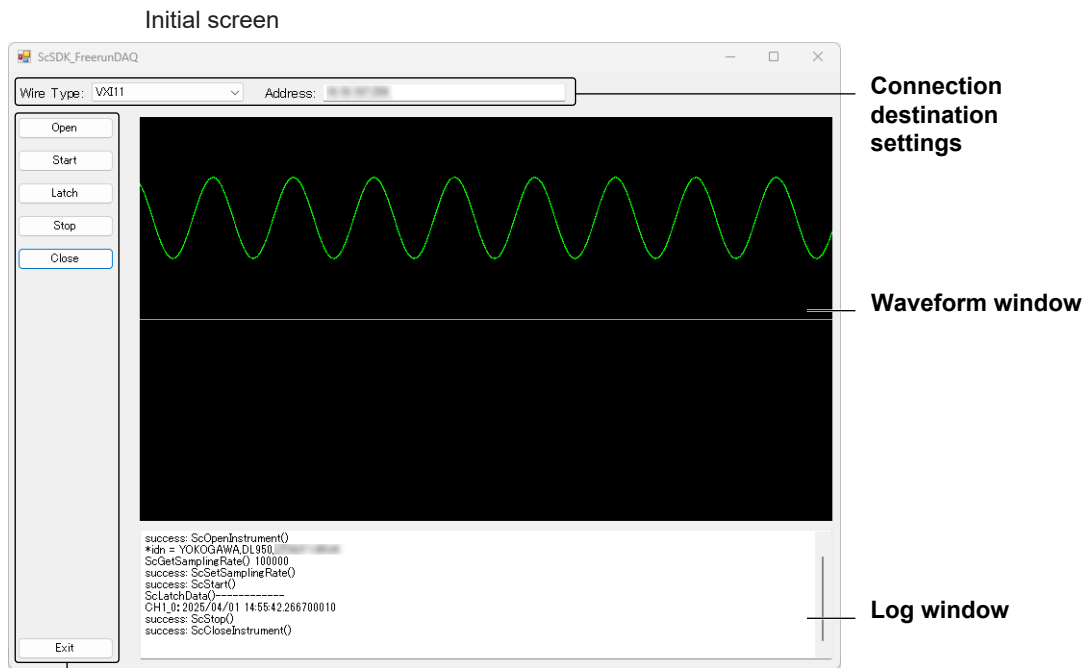 Initial screen
ScSDK_FreerunDAQ
Wire Type: VXI11 Address:
Connection
destination
settings
Open
Start
Latch
Stop
Close
Waveform window
success: ScOpenInstrument()
*idn = YOKOGAWA,DL950,
ScGetSamplingRate() 100000
success: ScSetSamplingRate()
success: ScStart()
ScLatchData()------------
CH1_0: 2025/04/01 14:55:42.266700010
success: ScStop()
success: ScCloseInstrument()
Log window
Exit